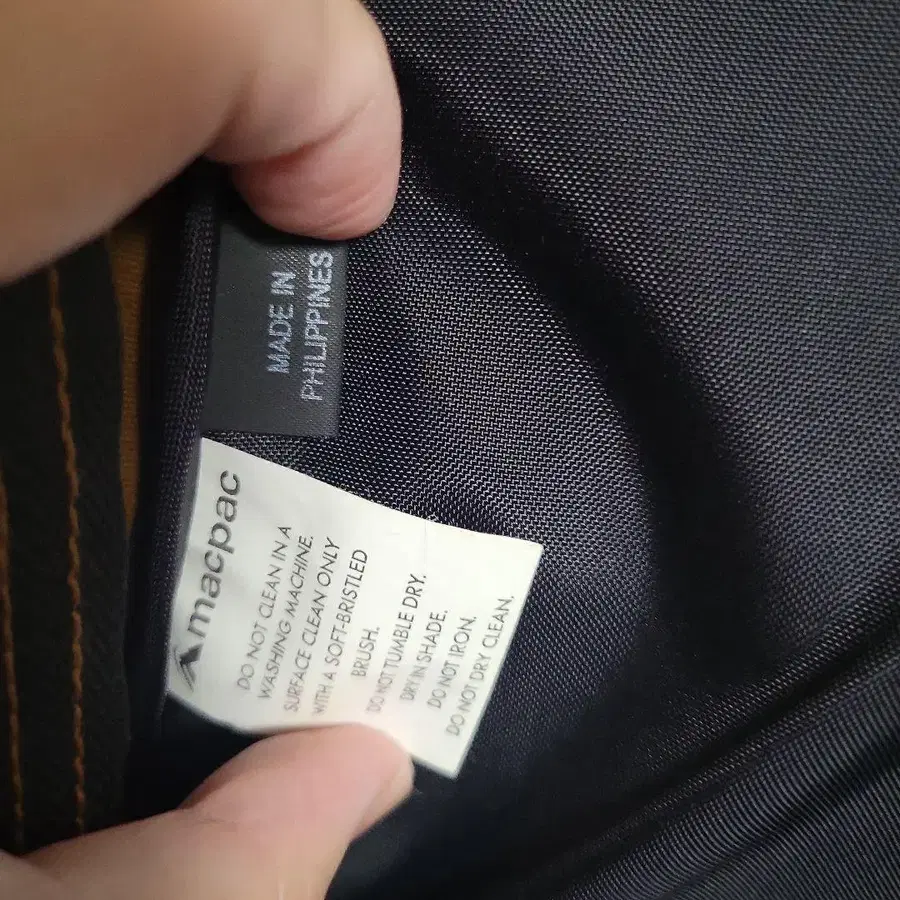 MADE IN
PHILIPPINES
macpac
DO NOT CLEAN IN A
WASHING MACHINE.
SURFACE CLEAN ONLY
WITH A SOFT-BRISTLED
BRUSH.
DO NOT TUMBLE DRY.
DRY IN SHADE.
DO NOT IRON.
DO NOT DRY CLEAN.